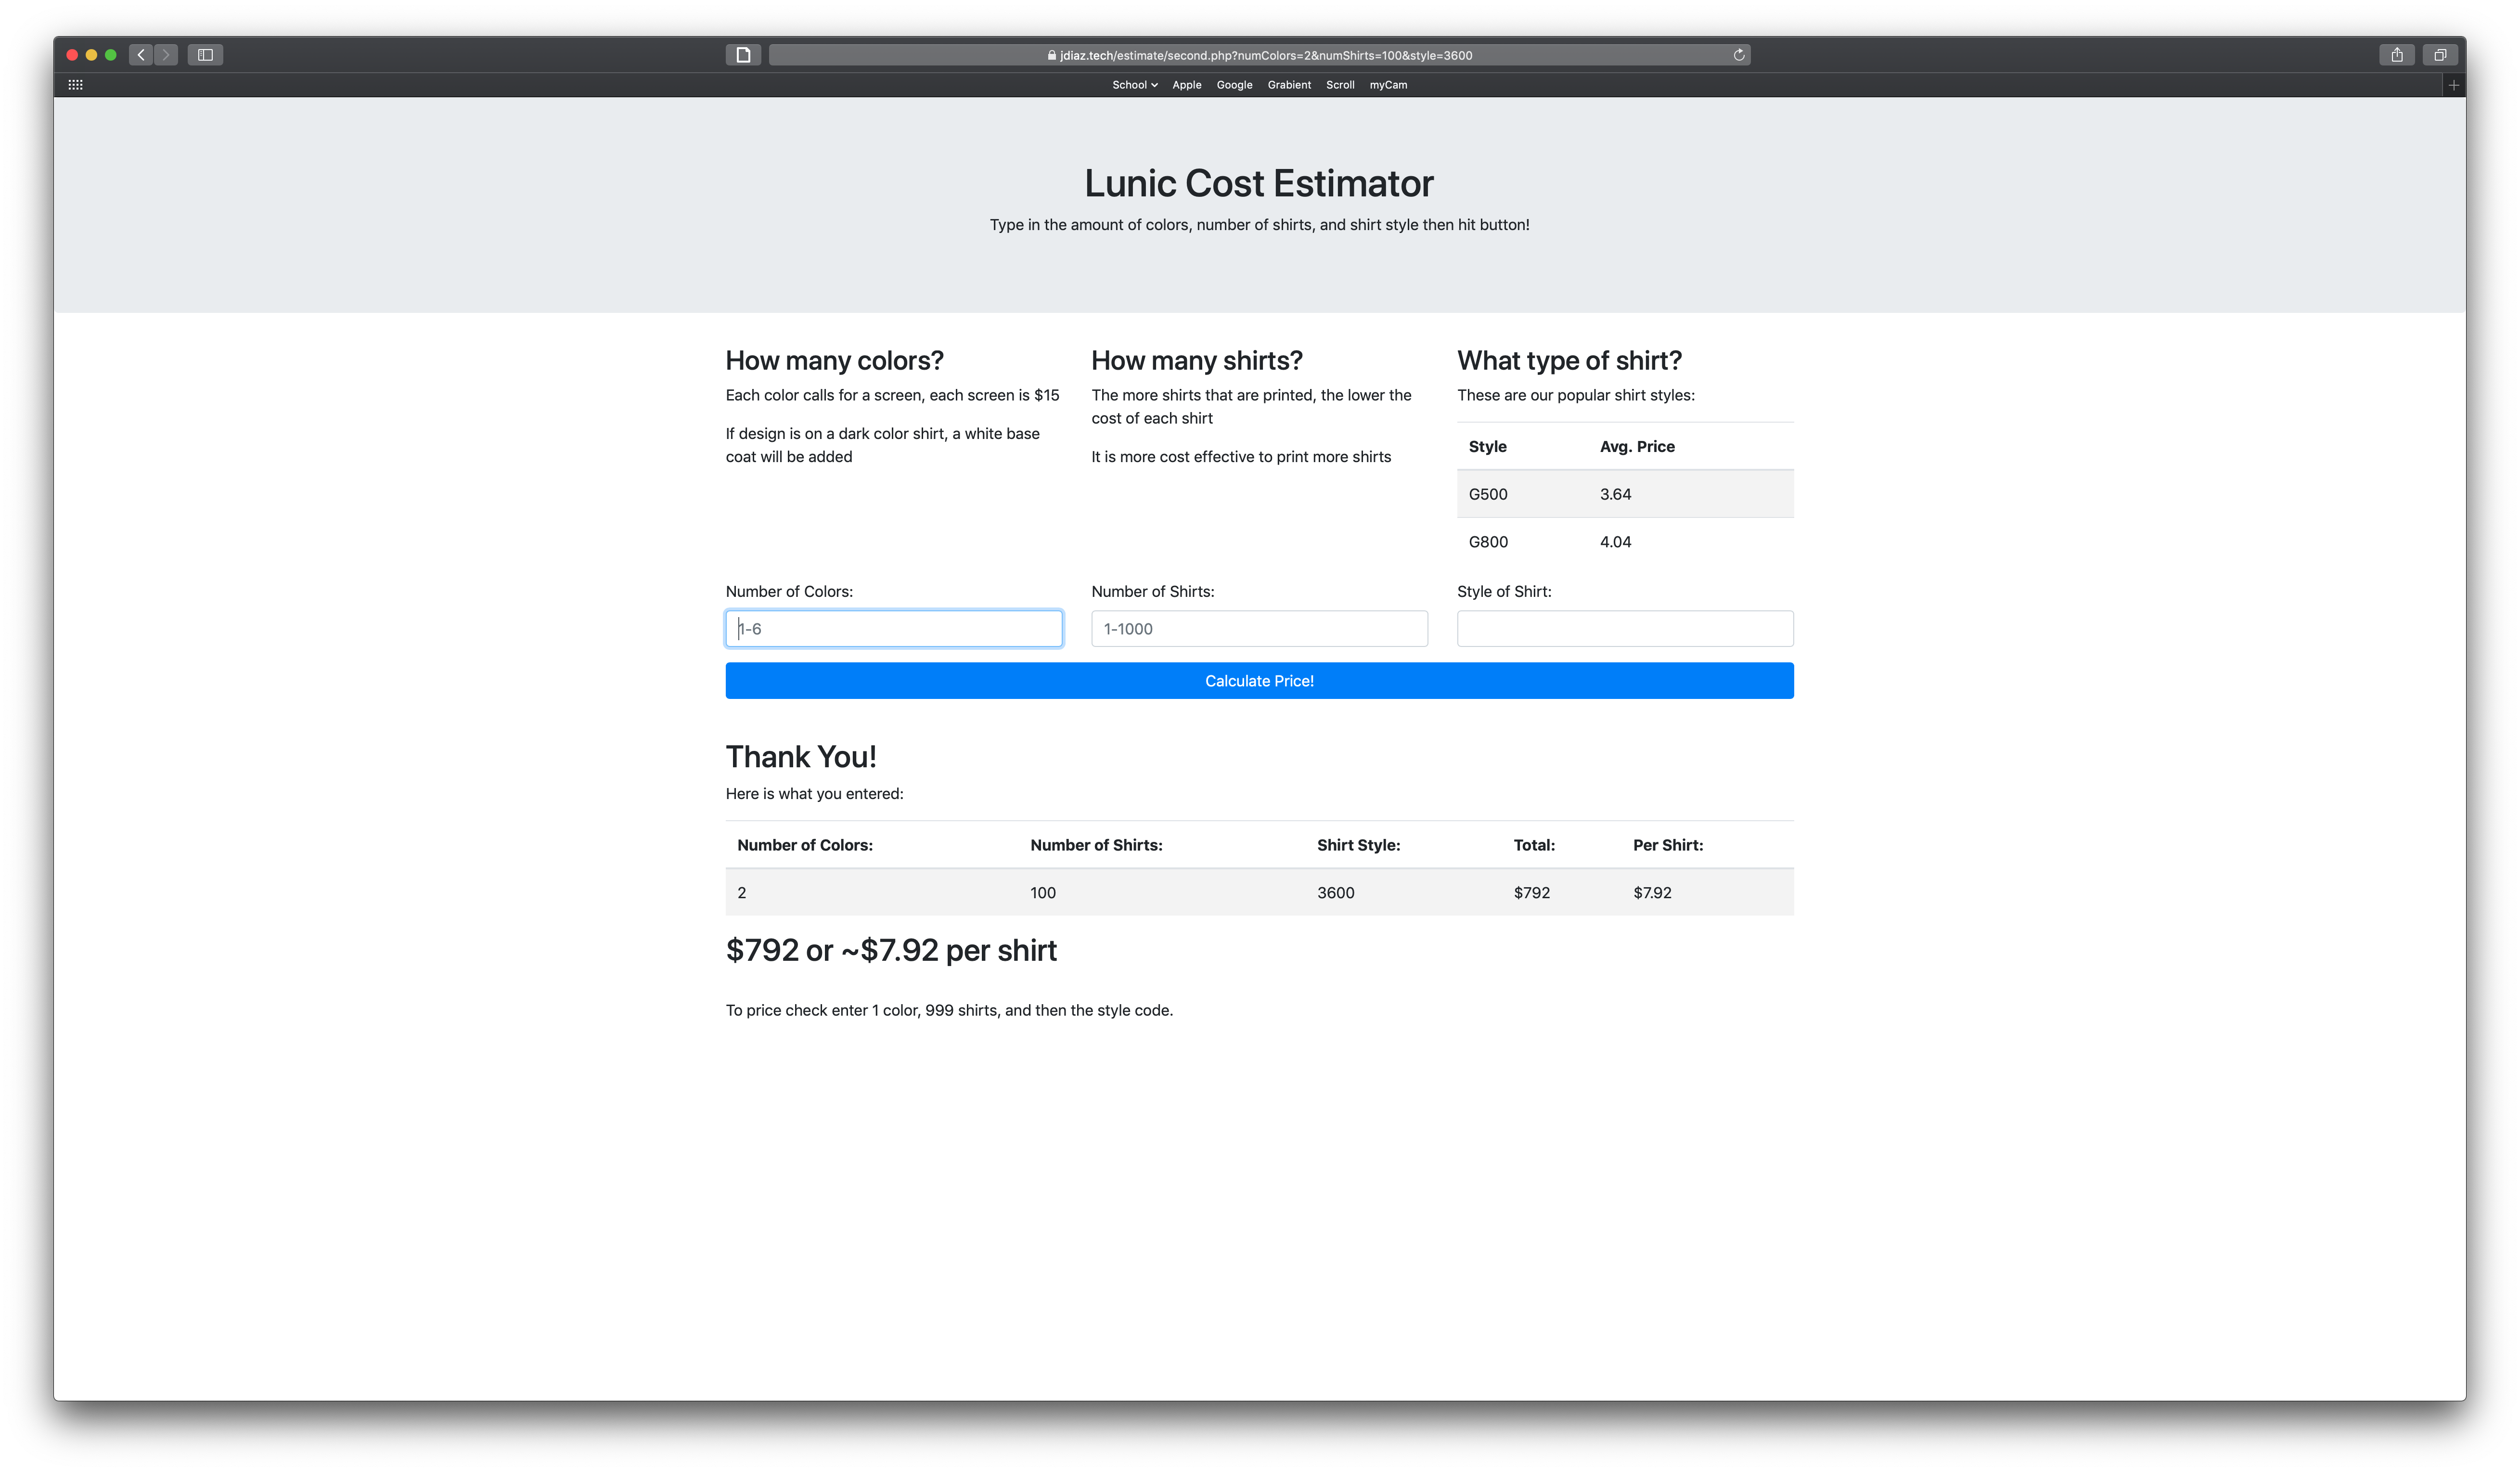 jdiaz.tech/estimate/second.php?numColors=2&numShirts=100&style=3600
School Apple Google Grabient Scroll myCam
Lunic Cost Estimator
Type in the amount of colors, number of shirts, and shirt style then hit button!
How many colors?
Each color calls for a screen, each screen is $15
If design is on a dark color shirt, a white base
coat will be added
How many shirts?
The more shirts that are printed, the lower the
cost of each shirt
It is more cost effective to print more shirts
What type of shirt?
These are our popular shirt styles:
Style Avg. Price
G500 3.64
G800 4.04
Number of Colors: Number of Shirts: Style of Shirt:
1-6 1-1000
Calculate Price!
Thank You!
Here is what you entered:
Number of Colors: Number of Shirts: Shirt Style: Total: Per Shirt:
2 100 3600 $792 $7.92
$792 or ~$7.92 per shirt
To price check enter 1 color, 999 shirts, and then the style code.